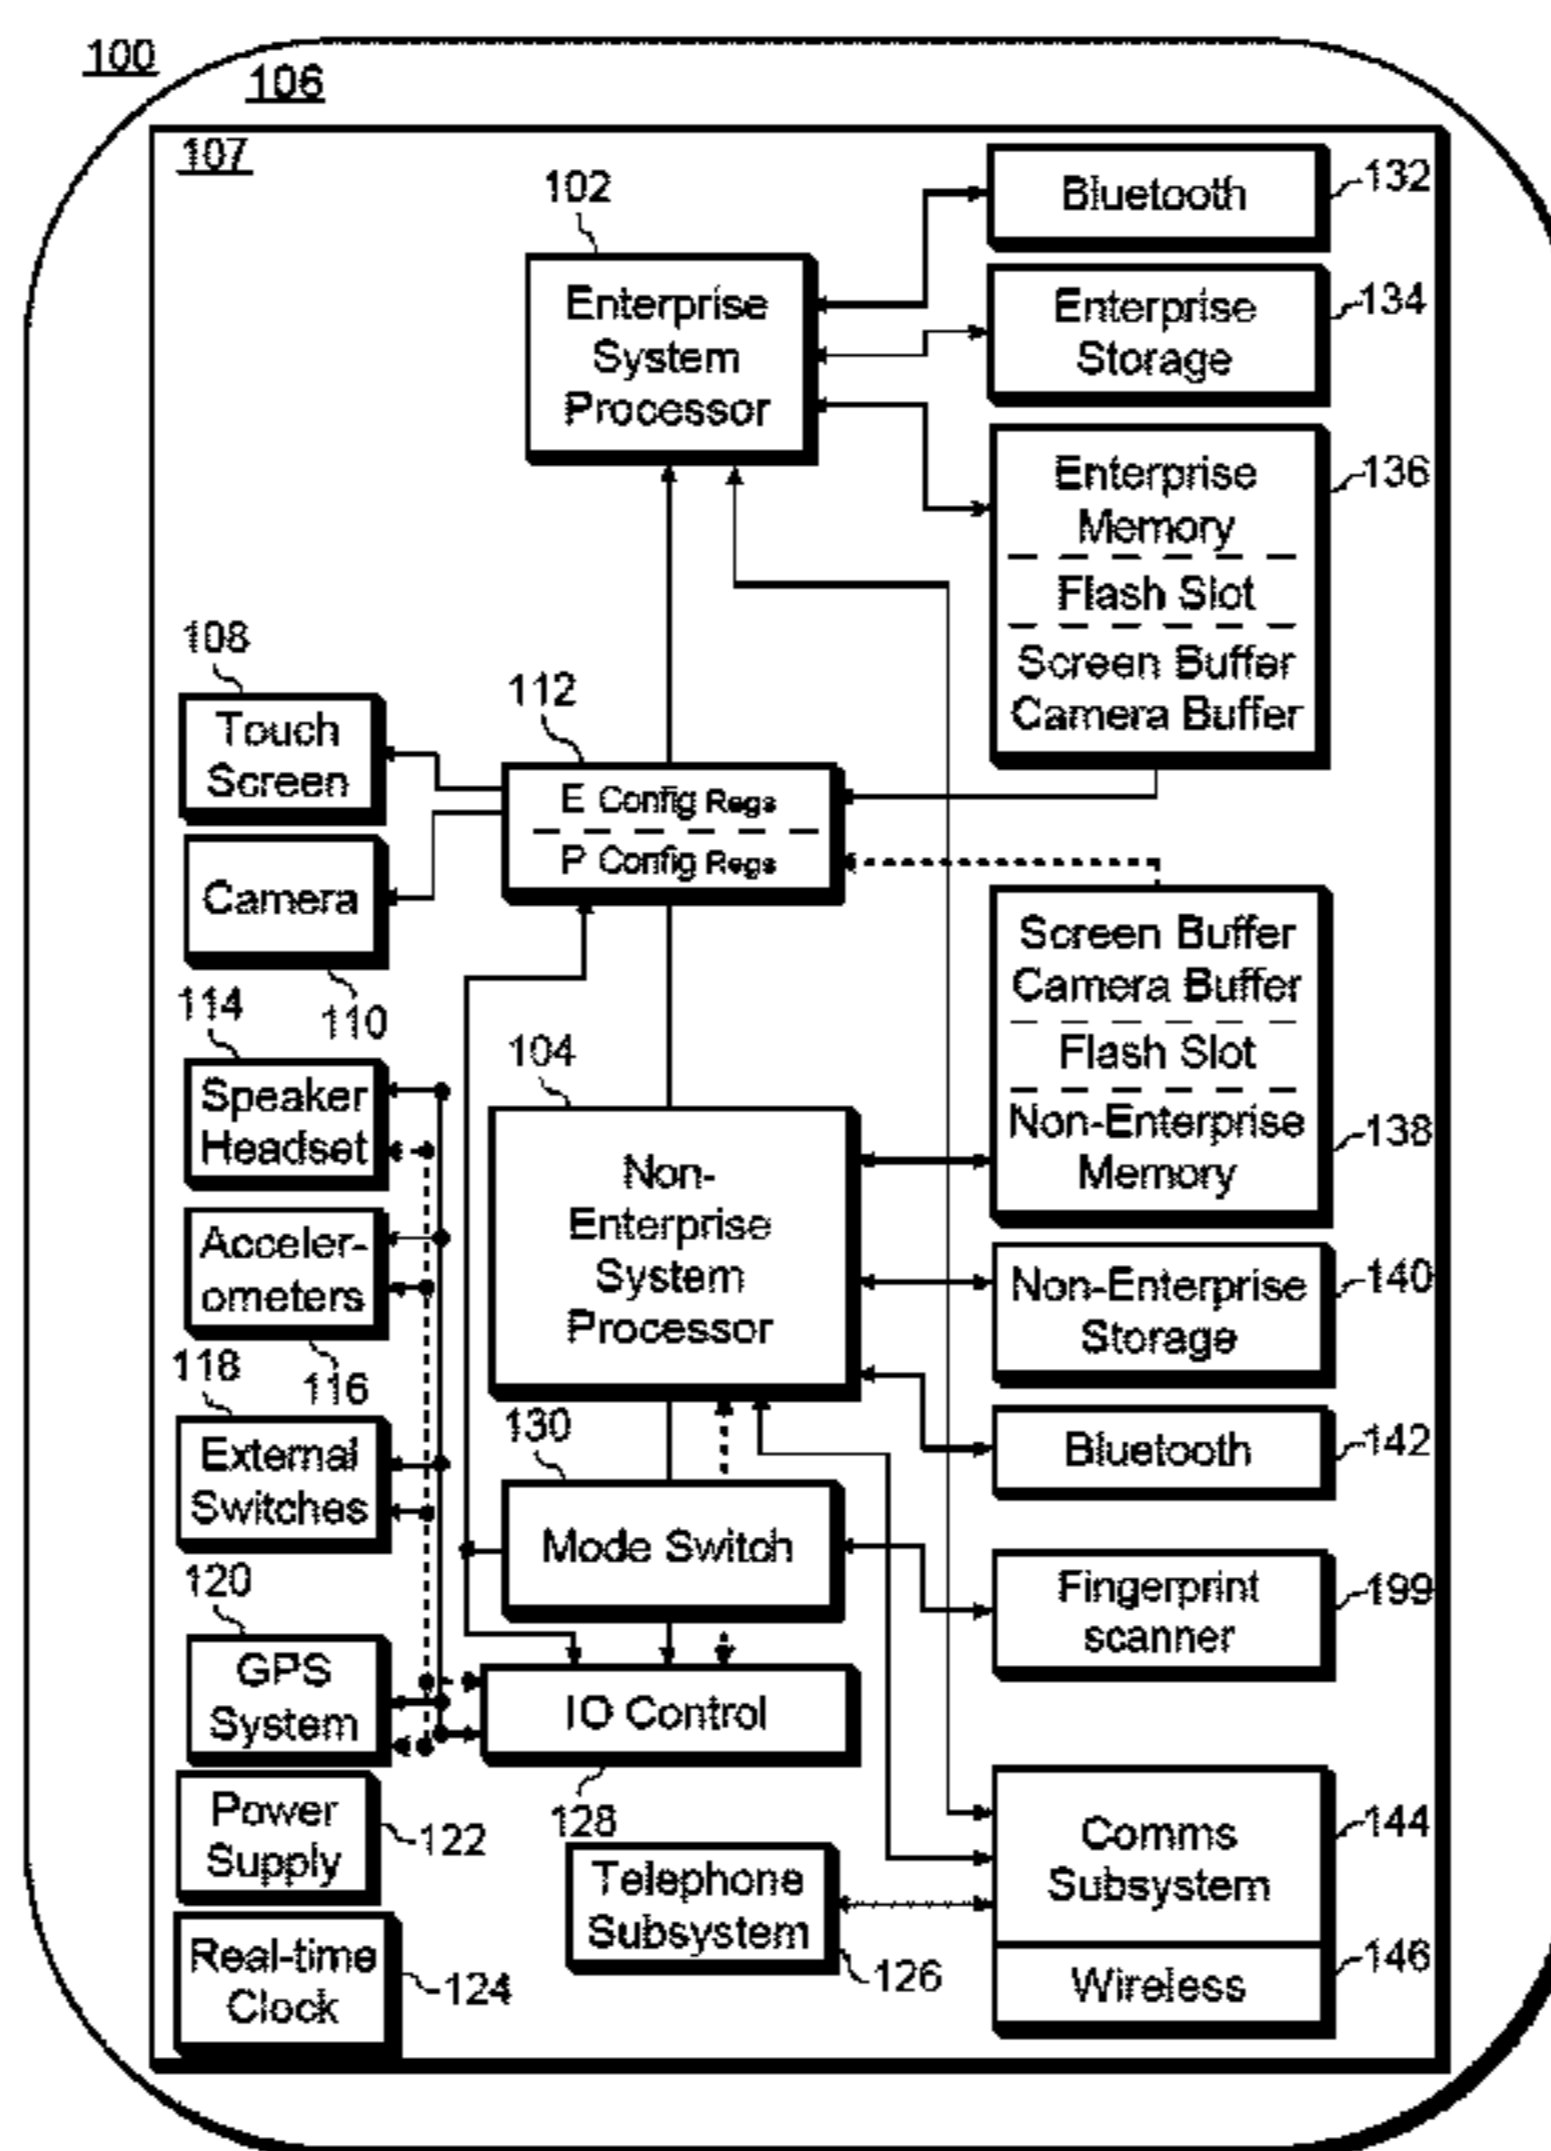 100
106
107
102
Enterprise
System
Processor
Bluetooth
132
Enterprise
Storage
134
Enterprise
Memory
Flash Slot
Screen Buffer
Camera Buffer
136
108
Touch
Screen
112
E Config Regs
P Config Regs
Camera
110
Screen Buffer
Camera Buffer
Flash Slot
Non-Enterprise
Memory
138
114
Speaker
Headset
104
Non-
Enterprise
System
Processor
Acceler-
ometers
116
Non-Enterprise
Storage
140
118
External
Switches
130
Mode Switch
Bluetooth
142
Fingerprint
scanner
199
120
GPS
System
IO Control
128
Power
Supply
122
Telephone
Subsystem
126
Comms
Subsystem
144
Wireless
146
Real-time
Clock
124